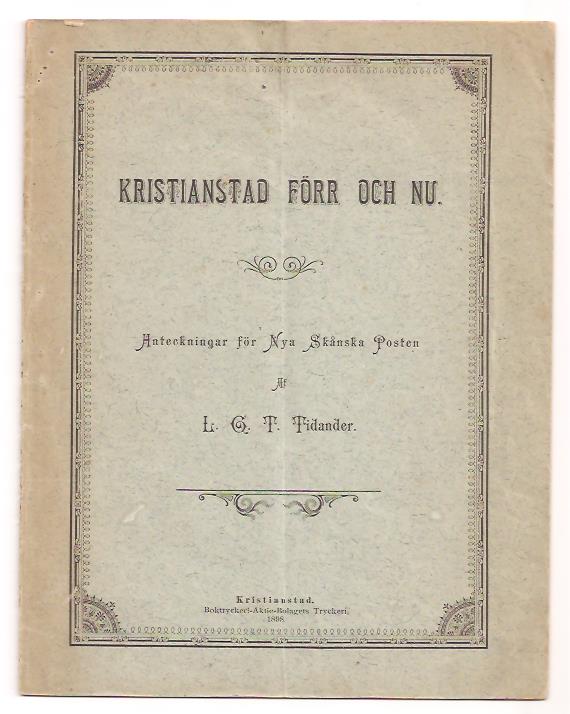 KRISTIANSTAD FÖRR OCH NU.
Anteckningar för Nya Skånska Posten
Af
L. G. T. Tidander.
Kristianstad.
Boktryckeri-Aktie-Bolagets Tryckeri,
1898